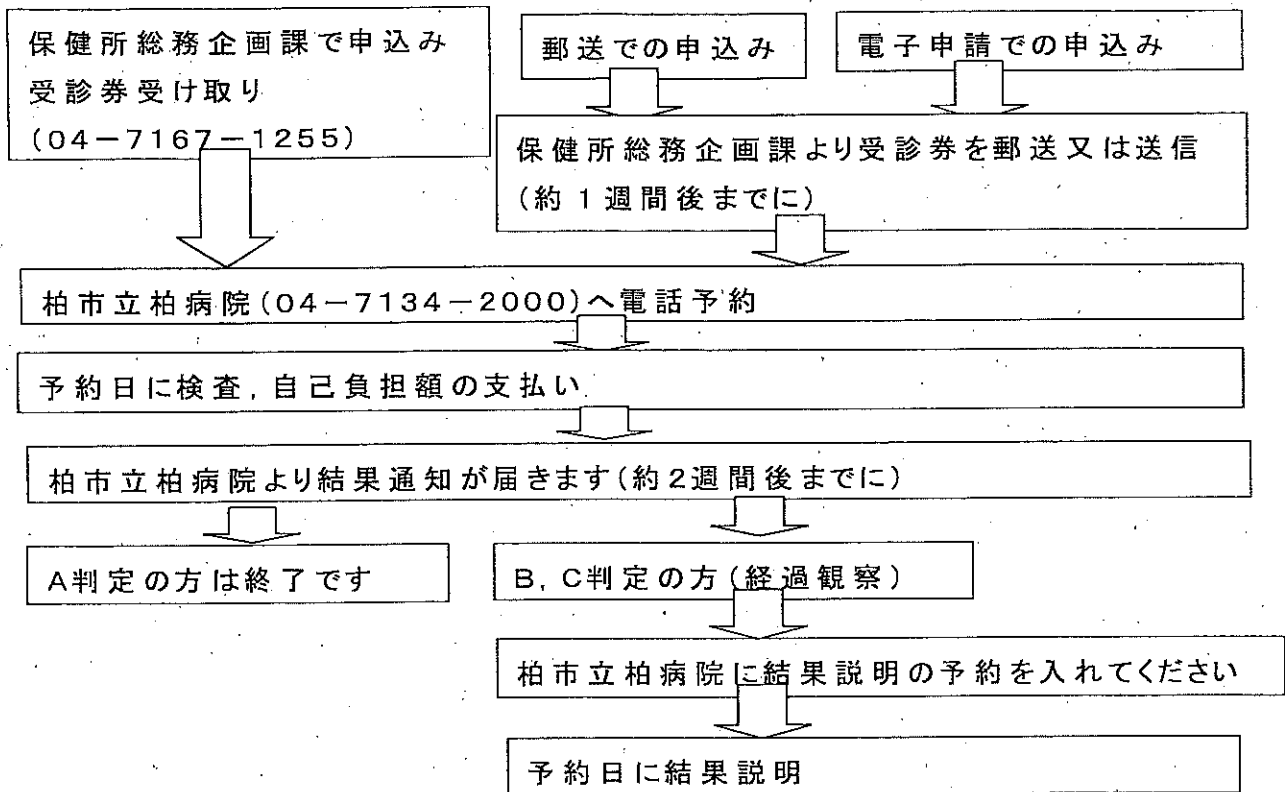 保健所総務企画課で申込み
受診券受け取り
(04-7167-1255)
郵送での申込み
電子申請での申込み
保健所総務企画課より受診券を郵送又は送信
(約1週間後までに)
柏市立柏病院(04-7134-2000)へ電話予約
予約日に検査,自己負担額の支払い
柏市立柏病院より結果通知が届きます(約2週間後までに)
A判定の方は終了です
B,C判定の方(経過観察)
柏市立柏病院に結果説明の予約を入れてください
予約日に結果説明